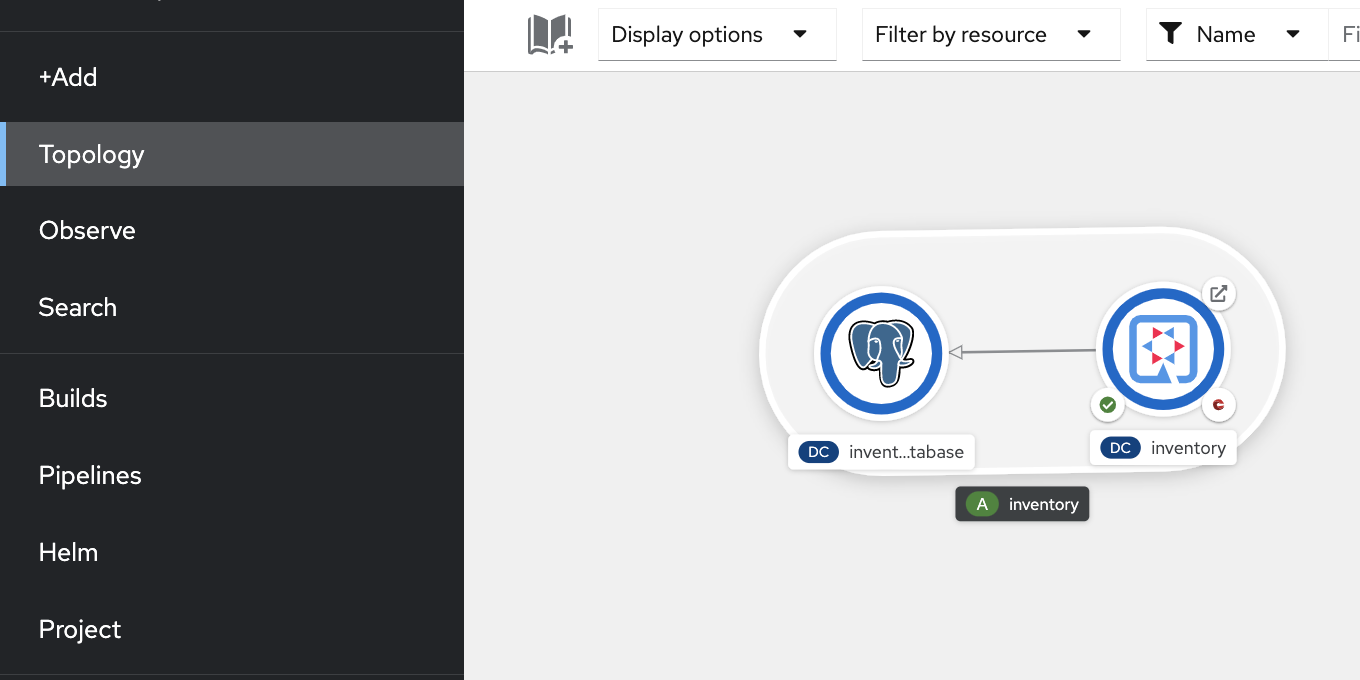 +Add
Topology
Observe
Search
Builds
Pipelines
Helm
Project
Display options
Filter by resource
Name
Fi
DC invent...tabase
DC inventory
A inventory